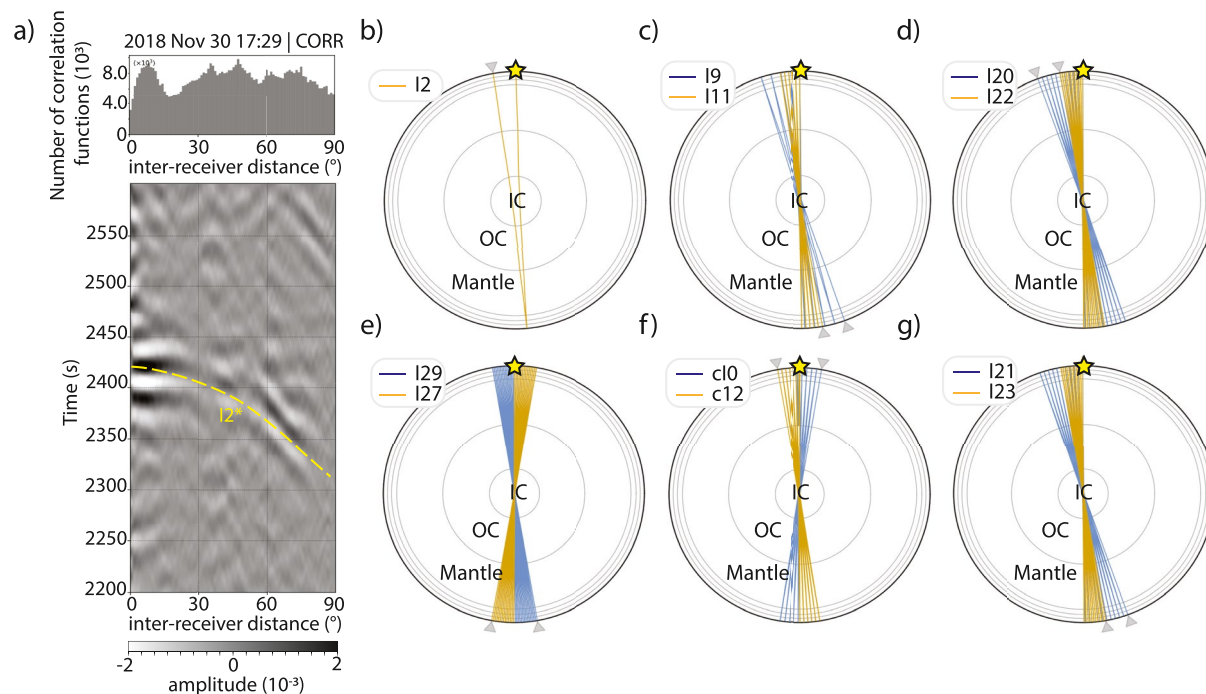 a)
2018 Nov 30 17:29 | CORR
Number of correlation
functions (10³)
(×10³)
8.0
4.0
0
0 30 60 90
inter-receiver distance (°)
Time (s)
2550
2500
2450
2400
2350
2300
2250
2200
I2*
0 30 60 90
inter-receiver distance (°)
-2 0 2
amplitude (10⁻³)
b)
I2
IC
OC
Mantle
c)
I9
I11
IC
OC
Mantle
d)
I20
I22
IC
OC
Mantle
e)
I29
I27
IC
OC
Mantle
f)
cI0
c12
IC
OC
Mantle
g)
I21
I23
IC
OC
Mantle